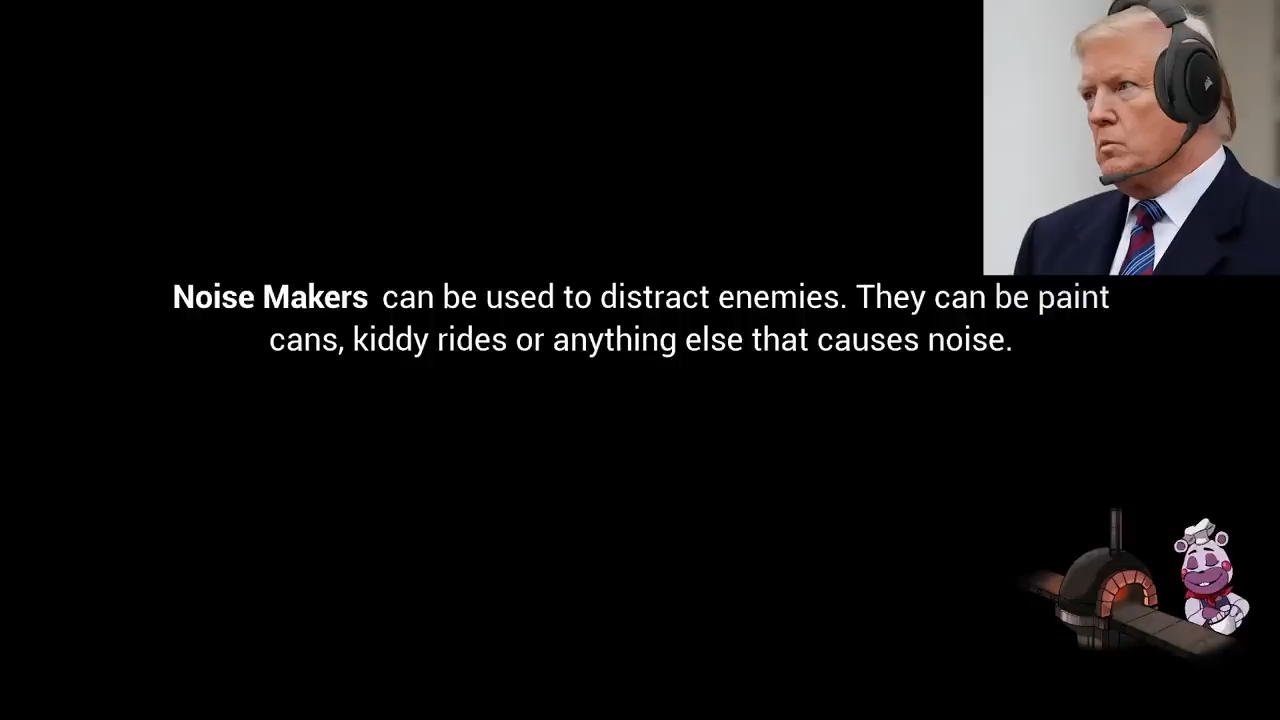 Noise Makers can be used to distract enemies. They can be paint
cans, kiddy rides or anything else that causes noise.